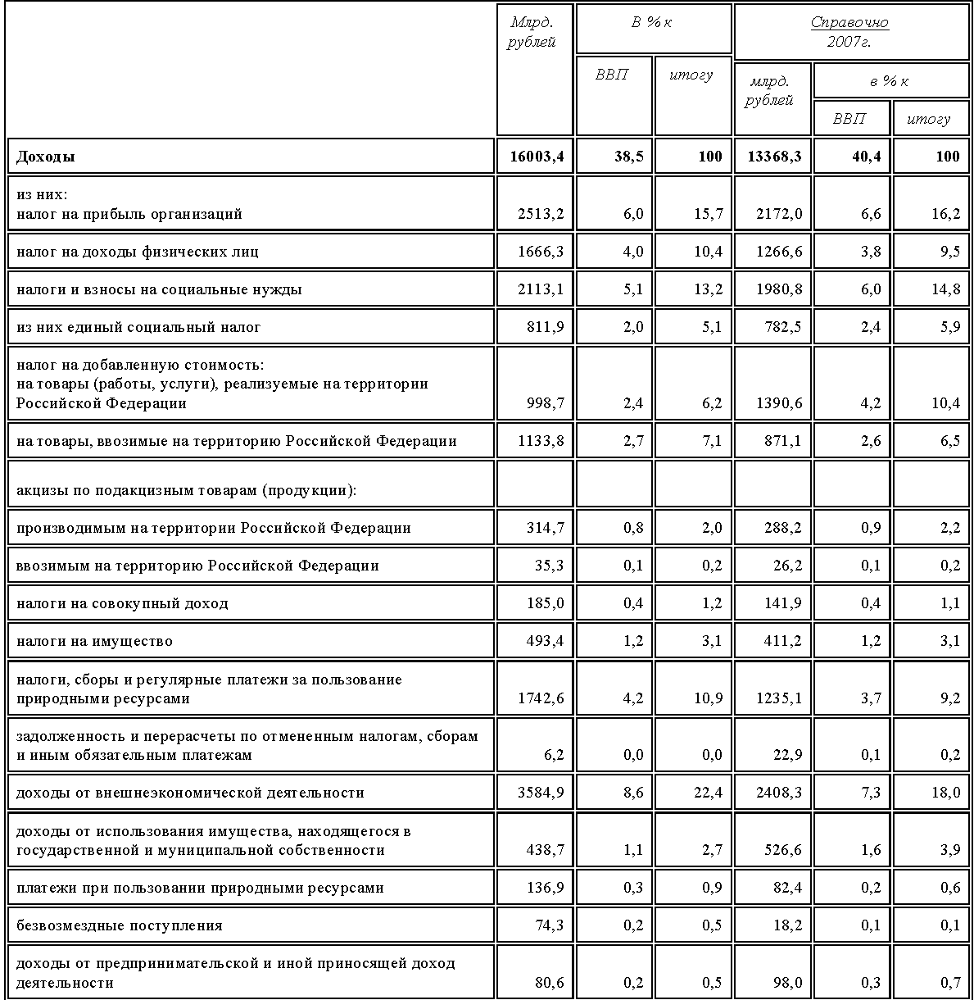 Млрд. рублей В % к Справочно 2007г.
ВВП итогу млрд. рублей в % к
ВВП итогу
Доходы 16003,4 38,5 100 13368,3 40,4 100
из них:
налог на прибыль организаций 2513,2 6,0 15,7 2172,0 6,6 16,2
налог на доходы физических лиц 1666,3 4,0 10,4 1266,6 3,8 9,5
налоги и взносы на социальные нужды 2113,1 5,1 13,2 1980,8 6,0 14,8
из них единый социальный налог 811,9 2,0 5,1 782,5 2,4 5,9
налог на добавленную стоимость:
на товары (работы, услуги), реализуемые на территории
Российской Федерации 998,7 2,4 6,2 1390,6 4,2 10,4
на товары, ввозимые на территорию Российской Федерации 1133,8 2,7 7,1 871,1 2,6 6,5
акцизы по подакцизным товарам (продукции):
производимым на территории Российской Федерации 314,7 0,8 2,0 288,2 0,9 2,2
ввозимым на территорию Российской Федерации 35,3 0,1 0,2 26,2 0,1 0,2
налоги на совокупный доход 185,0 0,4 1,2 141,9 0,4 1,1
налоги на имущество 493,4 1,2 3,1 411,2 1,2 3,1
налоги, сборы и регулярные платежи за пользование
природными ресурсами 1742,6 4,2 10,9 1235,1 3,7 9,2
задолженность и перерасчеты по отмененным налогам, сборам
и иным обязательным платежам 6,2 0,0 0,0 22,9 0,1 0,2
доходы от внешнеэкономической деятельности 3584,9 8,6 22,4 2408,3 7,3 18,0
доходы от использования имущества, находящегося в
государственной и муниципальной собственности 438,7 1,1 2,7 526,6 1,6 3,9
платежи при пользовании природными ресурсами 136,9 0,3 0,9 82,4 0,2 0,6
безвозмездные поступления 74,3 0,2 0,5 18,2 0,1 0,1
доходы от предпринимательской и иной приносящей доход
деятельности 80,6 0,2 0,5 98,0 0,3 0,7